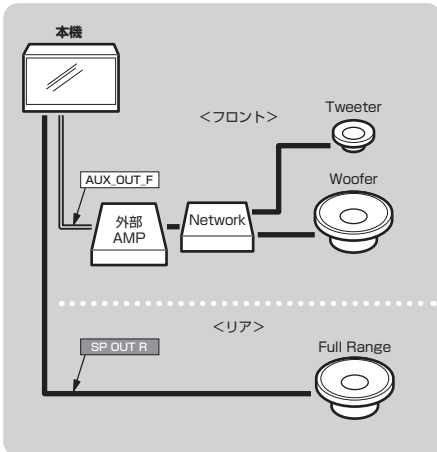 本機
<フロント>
Tweeter
AUX_OUT_F
Woofer
外部
AMP
Network
<リア>
SP OUT R
Full Range